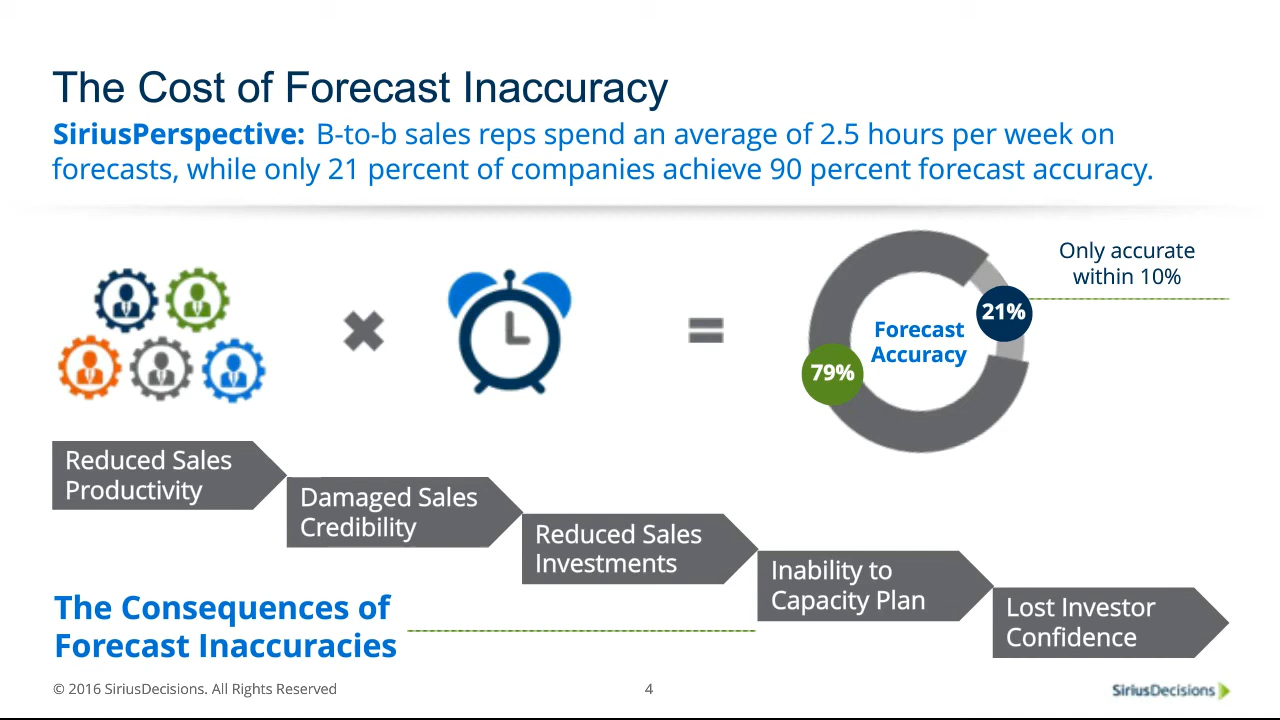 The Cost of Forecast Inaccuracy
SiriusPerspective: B-to-b sales reps spend an average of 2.5 hours per week on
forecasts, while only 21 percent of companies achieve 90 percent forecast accuracy.
Only accurate
within 10%
21%
Forecast
Accuracy
79%
Reduced Sales
Productivity
Damaged Sales
Credibility
Reduced Sales
Investments
Inability to
Capacity Plan
Lost Investor
Confidence
The Consequences of
Forecast Inaccuracies
© 2016 SiriusDecisions. All Rights Reserved
4
SiriusDecisions